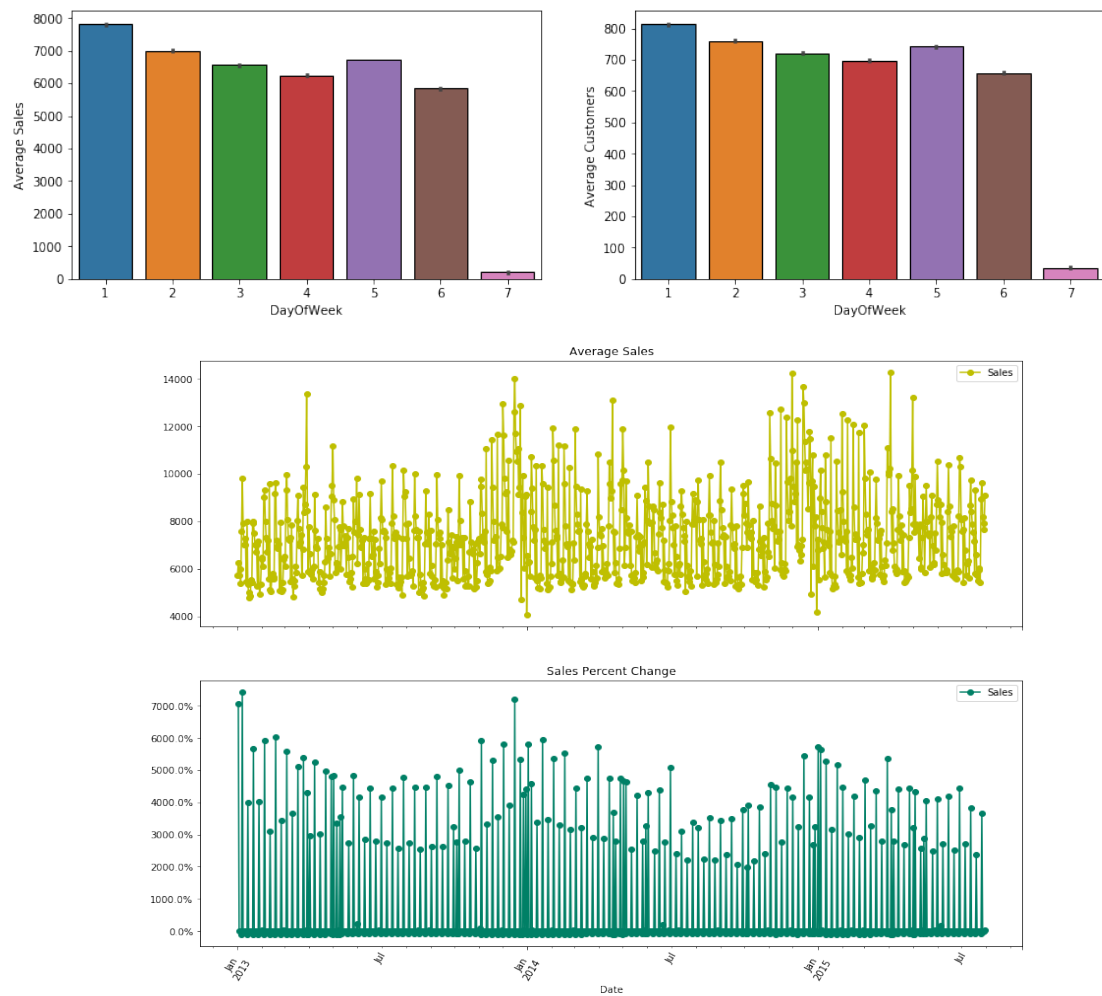 8000
7000
6000
5000
4000
3000
2000
1000
0
Average Sales
1 2 3 4 5 6 7
DayOfWeek
800
700
600
500
400
300
200
100
0
Average Customers
1 2 3 4 5 6 7
DayOfWeek
Average Sales
Sales
14000
12000
10000
8000
6000
4000
Sales Percent Change
Sales
7000.0%
6000.0%
5000.0%
4000.0%
3000.0%
2000.0%
1000.0%
0.0%
Jan
2013
Jul
Jan
2014
Jul
Jan
2015
Jul
Date